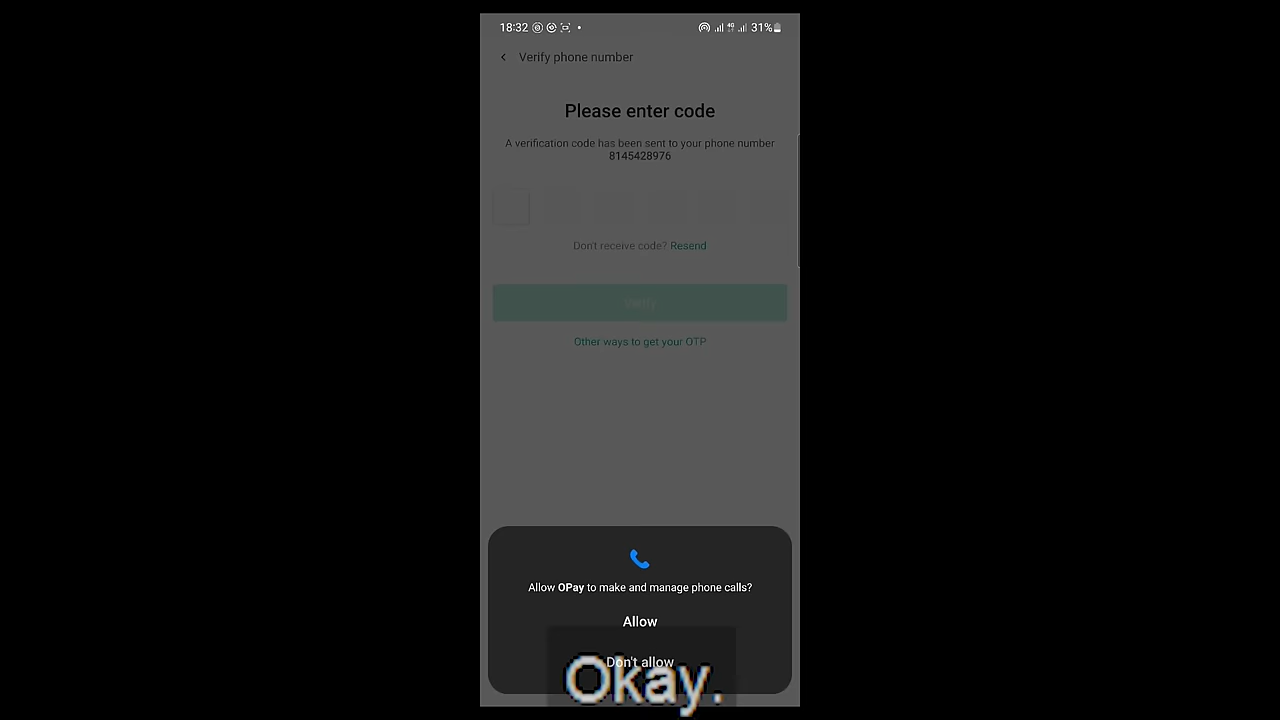 18:32 4G 31%
Verify phone number
Please enter code
A verification code has been sent to your phone number
8145428976
Don't receive code? Resend
Verify
Other ways to get your OTP
Allow OPay to make and manage phone calls?
Allow
Don't allow
Okay.